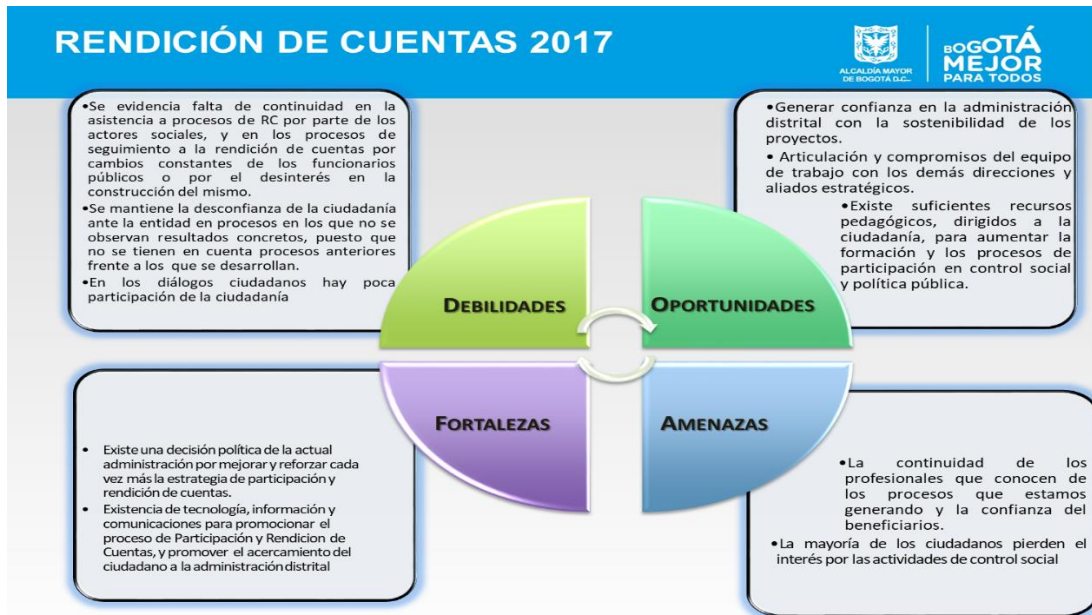 RENDICIÓN DE CUENTAS 2017
ALCALDÍA MAYOR
DE BOGOTÁ D.C.
BOGOTÁ
MEJOR
PARA TODOS
•Se evidencia falta de continuidad en la
asistencia a procesos de RC por parte de los
actores sociales, y en los procesos de
seguimiento a la rendición de cuentas por
cambios constantes de los funcionarios
públicos o por el desinterés en la
construcción del mismo.
•Se mantiene la desconfianza de la ciudadanía
ante la entidad en procesos en los que no se
observan resultados concretos, puesto que
no se tienen en cuenta procesos anteriores
frente a los que se desarrollan.
•En los diálogos ciudadanos hay poca
participación de la ciudadanía
•Generar confianza en la administración
distrital con la sostenibilidad de los
proyectos.
• Articulación y compromisos del equipo
de trabajo con los demás direcciones y
aliados estratégicos.
•Existe suficientes recursos
pedagógicos, dirigidos a la
ciudadanía, para aumentar la
formación y los procesos de
participación en control social
y política pública.
DEBILIDADES
OPORTUNIDADES
FORTALEZAS
AMENAZAS
• Existe una decisión política de la actual
administración por mejorar y reforzar cada
vez más la estrategia de participación y
rendición de cuentas.
• Existencia de tecnología, información y
comunicaciones para promocionar el
proceso de Participación y Rendicion de
Cuentas, y promover el acercamiento del
ciudadano a la administración distrital
•La continuidad de los
profesionales que conocen de
los procesos que estamos
generando y la confianza del
beneficiarios.
•La mayoría de los ciudadanos pierden el
interés por las actividades de control social